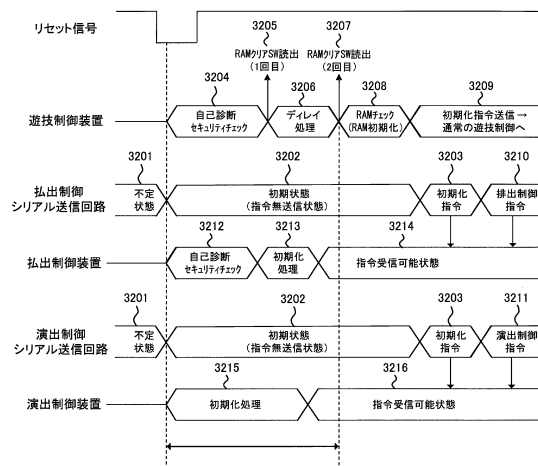 リセット信号
3205
3207
RAMクリアSW読出
(1回目)
RAMクリアSW読出
(2回目)
3204
3206
3208
3209
遊技制御装置
自己診断
セキュリティチェック
ディレイ
処理
RAMチェック
(RAM初期化)
初期化指令送信→
通常の遊技制御へ
3201
3202
3203
3210
払出制御
シリアル送信回路
不定
状態
初期状態
(指令無送信状態)
初期化
指令
排出制御
指令
3212
3213
3214
払出制御装置
自己診断
セキュリティチェック
初期化
処理
指令受信可能状態
3201
3202
3203
3211
演出制御
シリアル送信回路
不定
状態
初期状態
(指令無送信状態)
初期化
指令
演出制御
指令
3215
3216
演出制御装置
初期化処理
指令受信可能状態